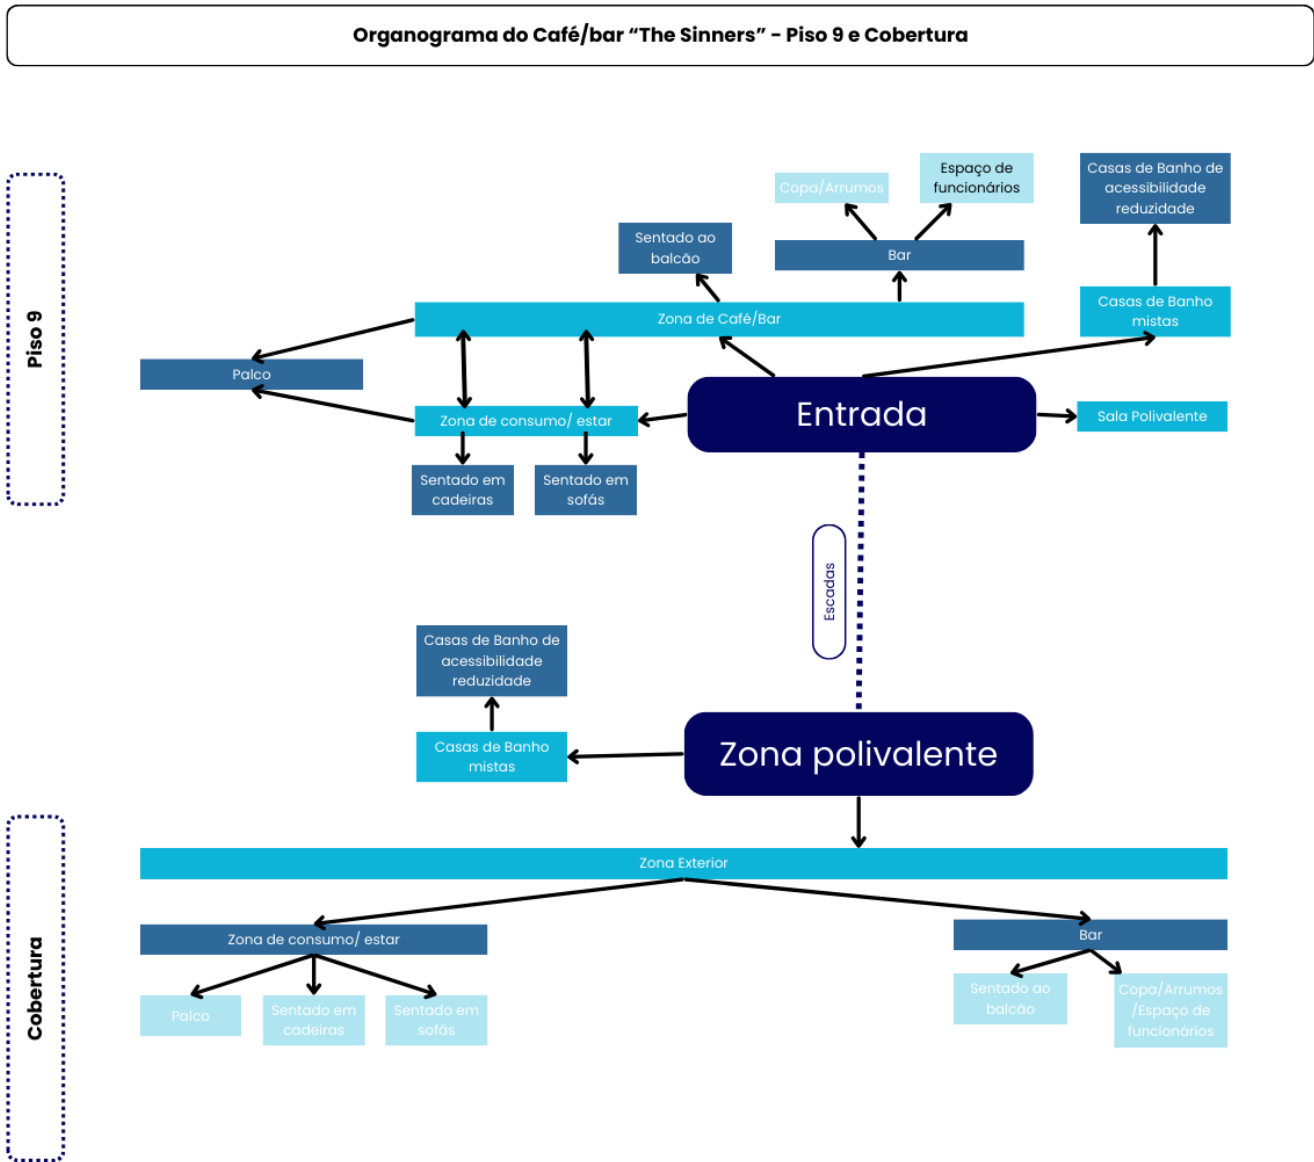 Organograma do Café/bar “The Sinners” - Piso 9 e Cobertura
Piso 9
Copa/Arrumos
Espaço de
funcionários
Casas de Banho de
acessibilidade
reduzidade
Sentado ao
balcão
Bar
Zona de Café/Bar
Casas de Banho
mistas
Palco
Zona de consumo/ estar
Entrada
Sala Polivalente
Sentado em
cadeiras
Sentado em
sofás
Escadas
Casas de Banho de
acessibilidade
reduzidade
Casas de Banho
mistas
Zona polivalente
Cobertura
Zona Exterior
Zona de consumo/ estar
Bar
Palco
Sentado em
cadeiras
Sentado em
sofás
Sentado ao
balcão
Copa/Arrumos
/Espaço de
funcionários